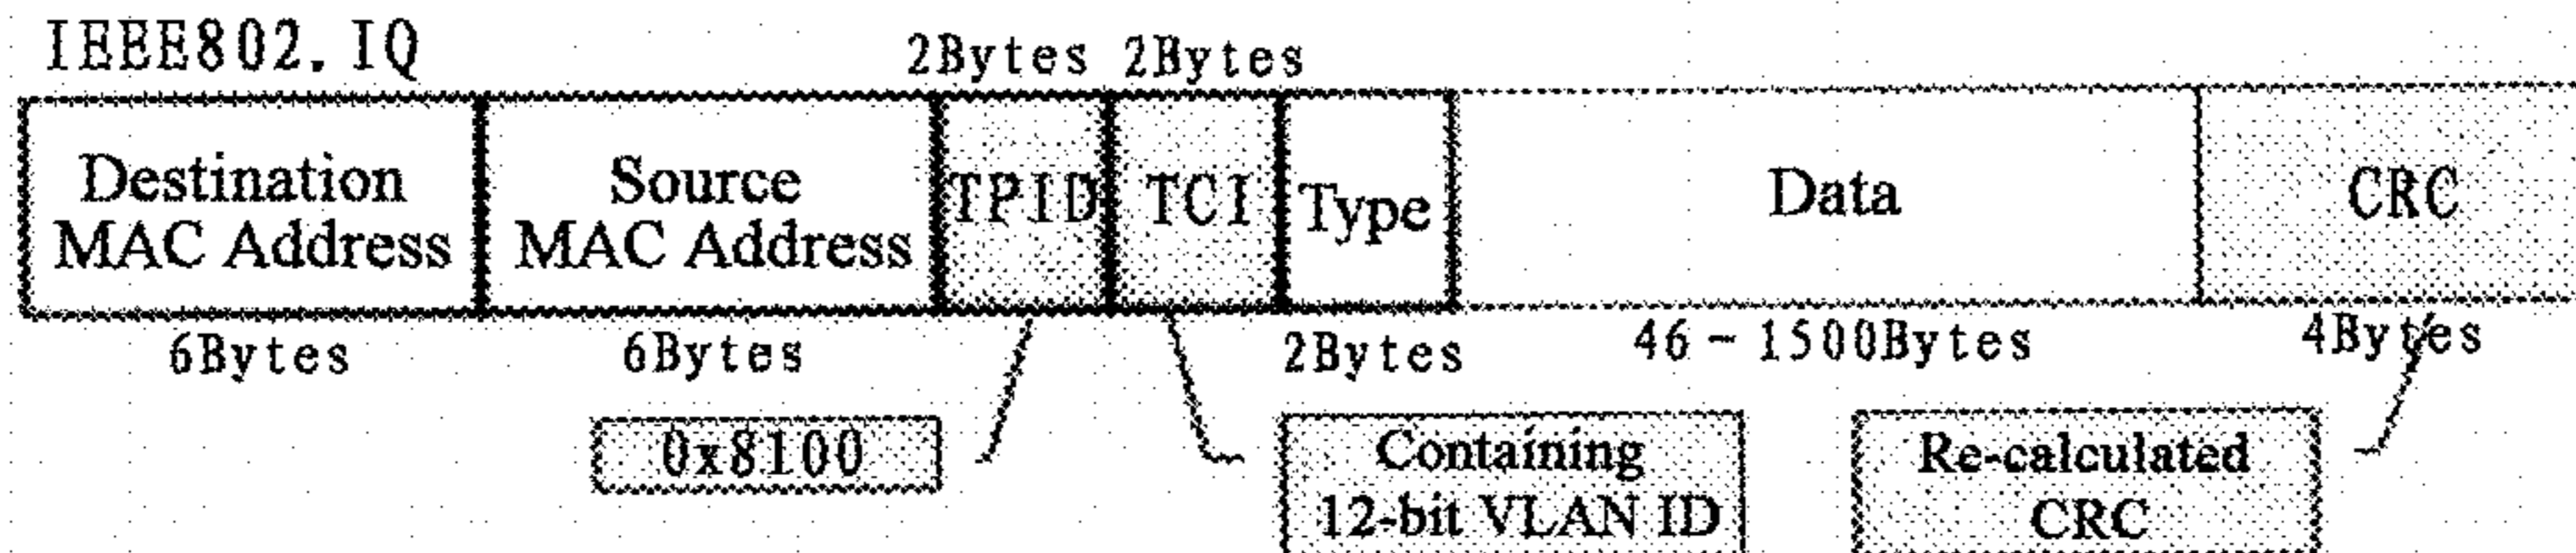 IEEE802.IQ
2Bytes 2Bytes
Destination
MAC Address
Source
MAC Address
TPID
TCI
Type
Data
CRC
6Bytes
6Bytes
2Bytes
46-1500Bytes
4Bytes
0x8100
Containing
12-bit VLAN ID
Re-calculated
CRC